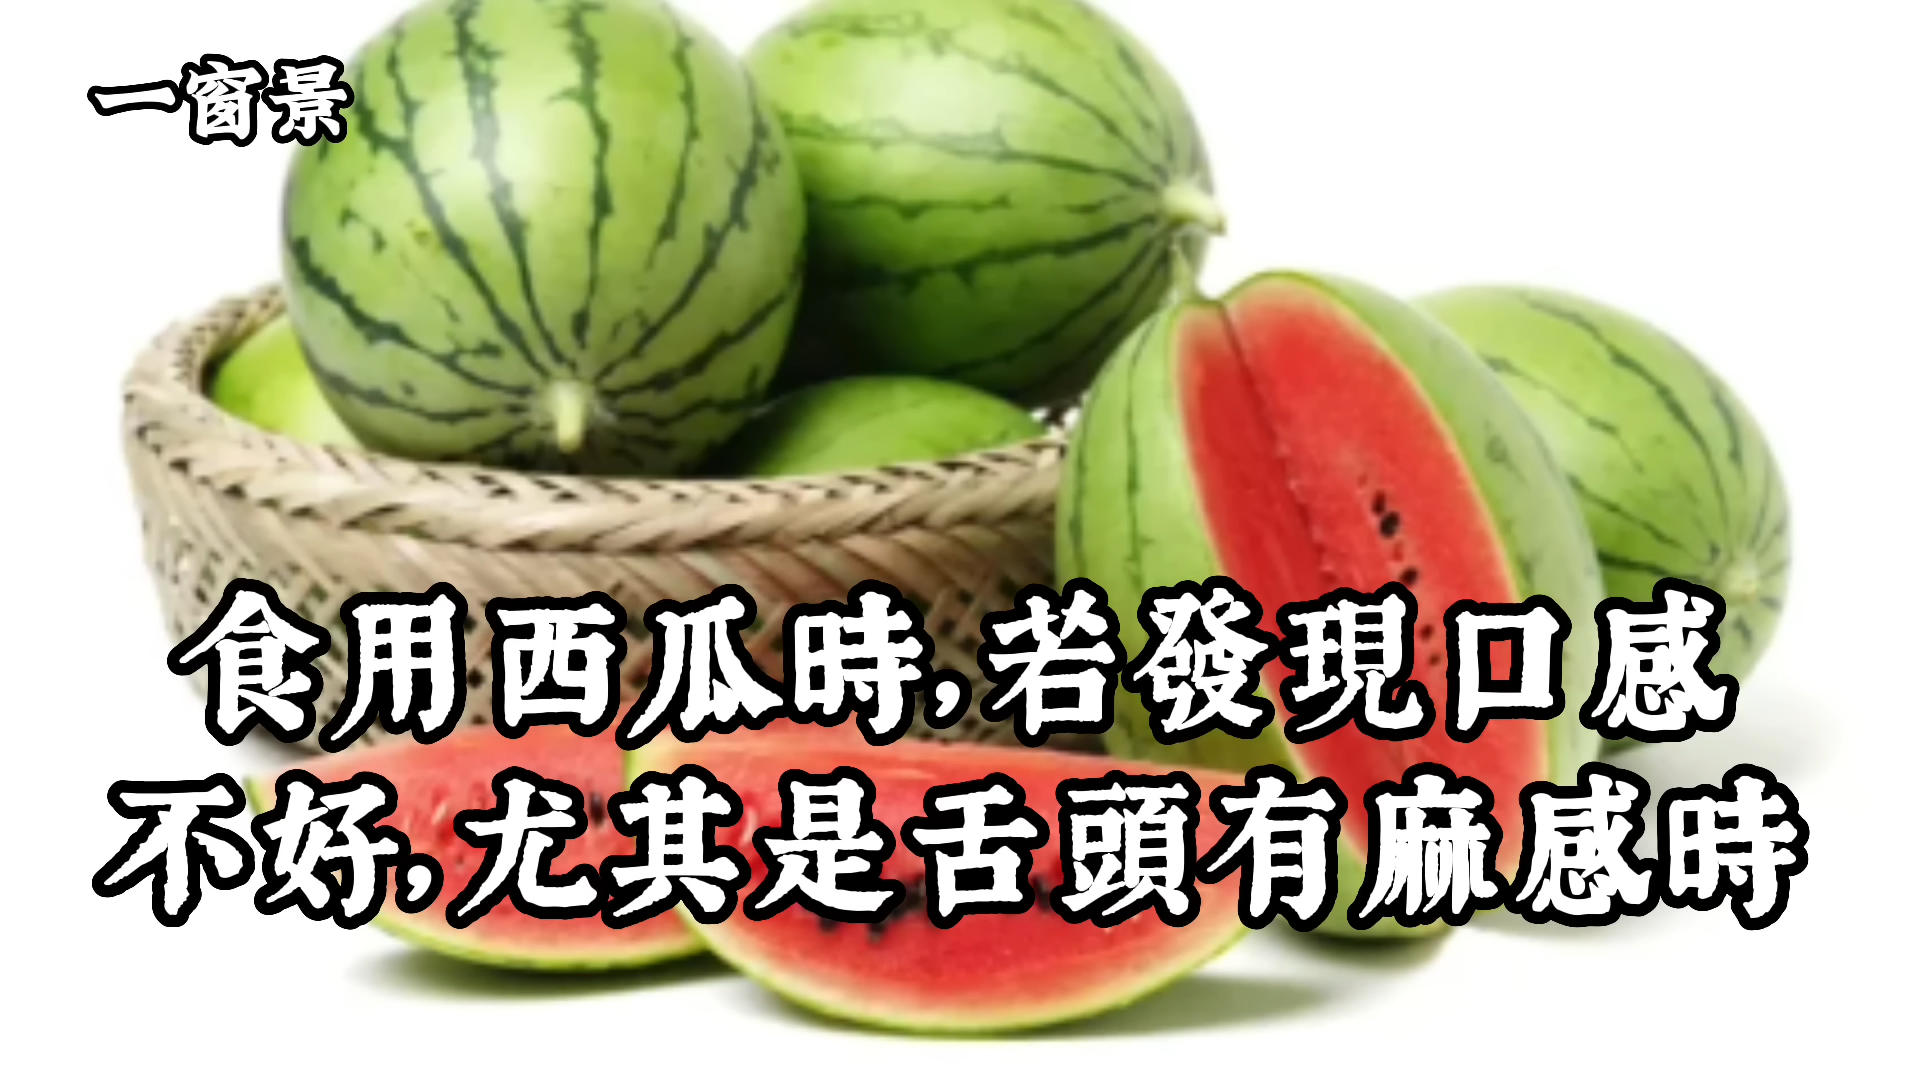 一窗景
食用西瓜時,若發現口感
不好,尤其是舌頭有麻感時